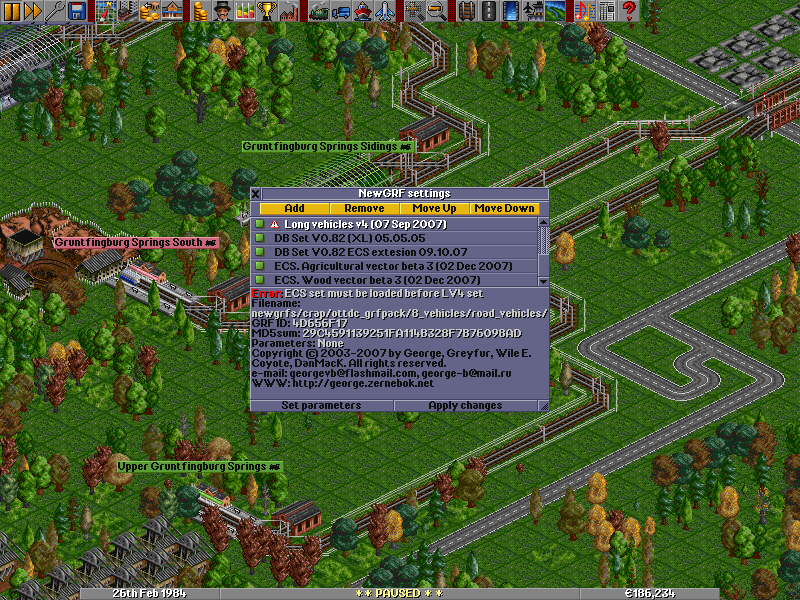 Gruntfingburg Springs Sidings
NewGRF settings
Add Remove Move Up Move Down
Long vehicles v4 (07 Sep 2007)
DB Set V0.82 (XL) 05.05.05
DB Set V0.82 ECS extesion 09.10.07
ECS. Agricultural vector beta 3 (02 Dec 2007)
ECS. Wood vector beta 3 (02 Dec 2007)
Gruntfingburg Springs South
Error: ECS set must be loaded before LV4 set
Filename:
newgrfs/crap/ottdc_grfpack/8_vehicles/road_vehicles/
GRF ID: 4D656F17
MD5sum: 29C4591139251FA114B32BF7B76098AD
Parameters: None
Copyright © 2003-2007 by George, Greyfur, Wile E.
Coyote, DanMacK. All rights reserved.
e-mail: georgevb@flashmail.com, george-b@mail.ru
WWW: http://george.zernebok.net
Set parameters Apply changes
Upper Gruntfingburg Springs
26th Feb 1984 * * PAUSED * * €186,234